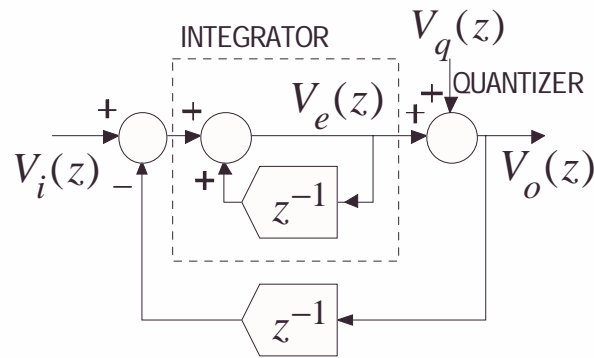 INTEGRATOR
V_q(z)
QUANTIZER
+
+
V_e(z)
+
+
V_i(z)
−
+
z^{-1}
V_o(z)
z^{-1}